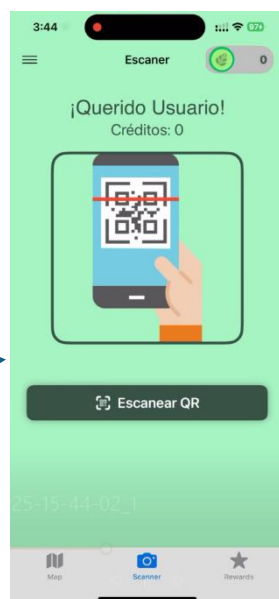 3:44
Escaner
0
¡Querido Usuario!
Créditos: 0
Escanear QR
25-15-44-02_1
Map
Scanner
Rewards